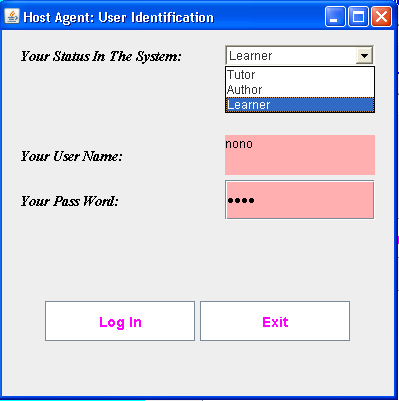 Host Agent: User Identification
Your Status In The System: Learner
Tutor
Author
Learner
Your User Name: nono
Your Pass Word: ••••
Log In Exit